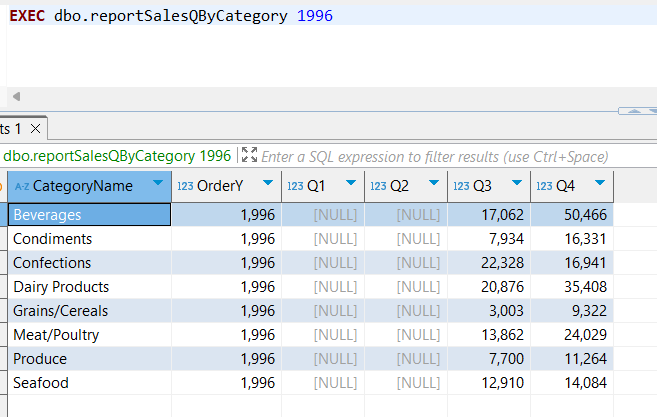 EXEC dbo.reportSalesQByCategory 1996
ts 1
dbo.reportSalesQByCategory 1996 Enter a SQL expression to filter results (use Ctrl+Space)
A-Z CategoryName 123 OrderY 123 Q1 123 Q2 123 Q3 123 Q4
Beverages 1,996 [NULL] [NULL] 17,062 50,466
Condiments 1,996 [NULL] [NULL] 7,934 16,331
Confections 1,996 [NULL] [NULL] 22,328 16,941
Dairy Products 1,996 [NULL] [NULL] 20,876 35,408
Grains/Cereals 1,996 [NULL] [NULL] 3,003 9,322
Meat/Poultry 1,996 [NULL] [NULL] 13,862 24,029
Produce 1,996 [NULL] [NULL] 7,700 11,264
Seafood 1,996 [NULL] [NULL] 12,910 14,084